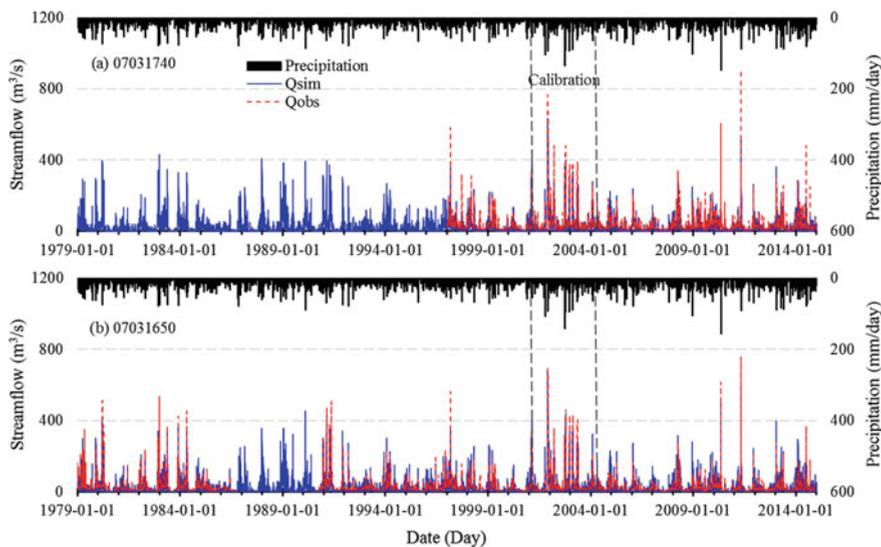 1200
800
400
0
Streamflow (m³/s)
0
200
400
600
Precipitation (mm/day)
(a) 07031740
Precipitation
Qsim
Qobs
Calibration
1979-01-01 1984-01-01 1989-01-01 1994-01-01 1999-01-01 2004-01-01 2009-01-01 2014-01-01
1200
800
400
0
Streamflow (m³/s)
0
200
400
600
Precipitation (mm/day)
(b) 07031650
1979-01-01 1984-01-01 1989-01-01 1994-01-01 1999-01-01 2004-01-01 2009-01-01 2014-01-01
Date (Day)